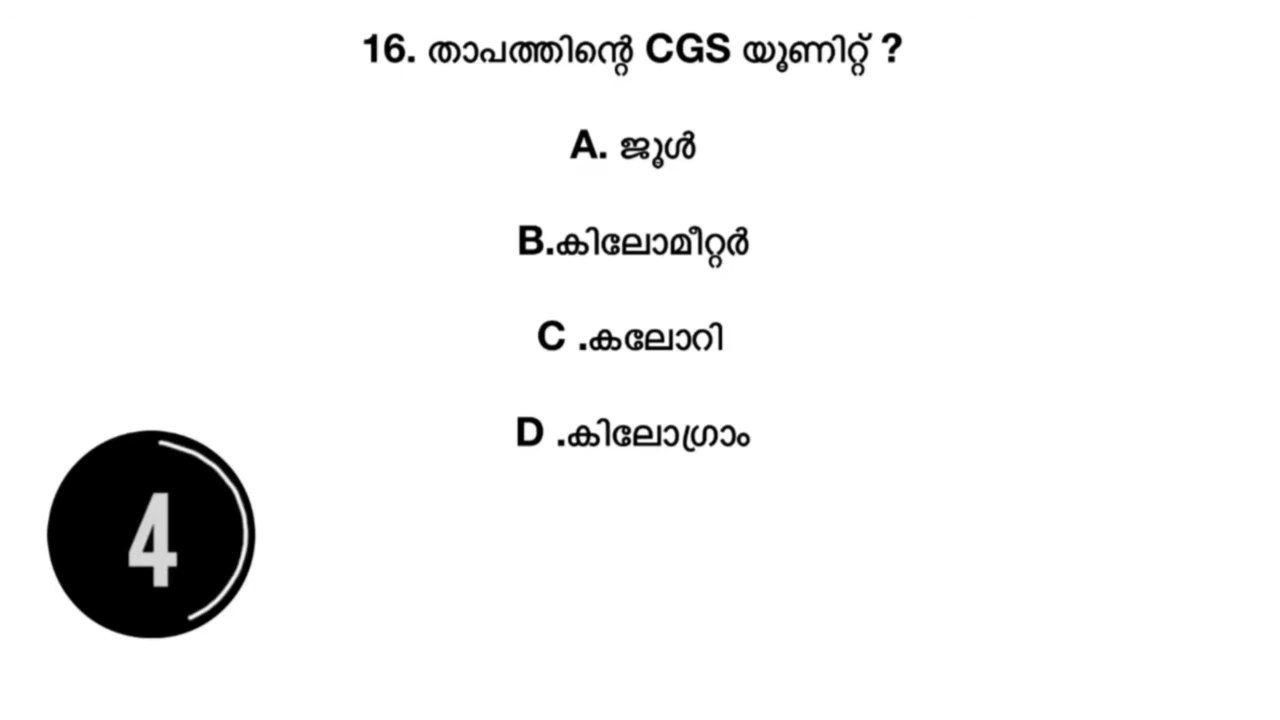 16. താപത്തിന്റെ CGS യൂണിറ്റ് ?
A. ജൂൾ
B.കിലോമീറ്റർ
C .കലോറി
D .കിലോഗ്രാം
4